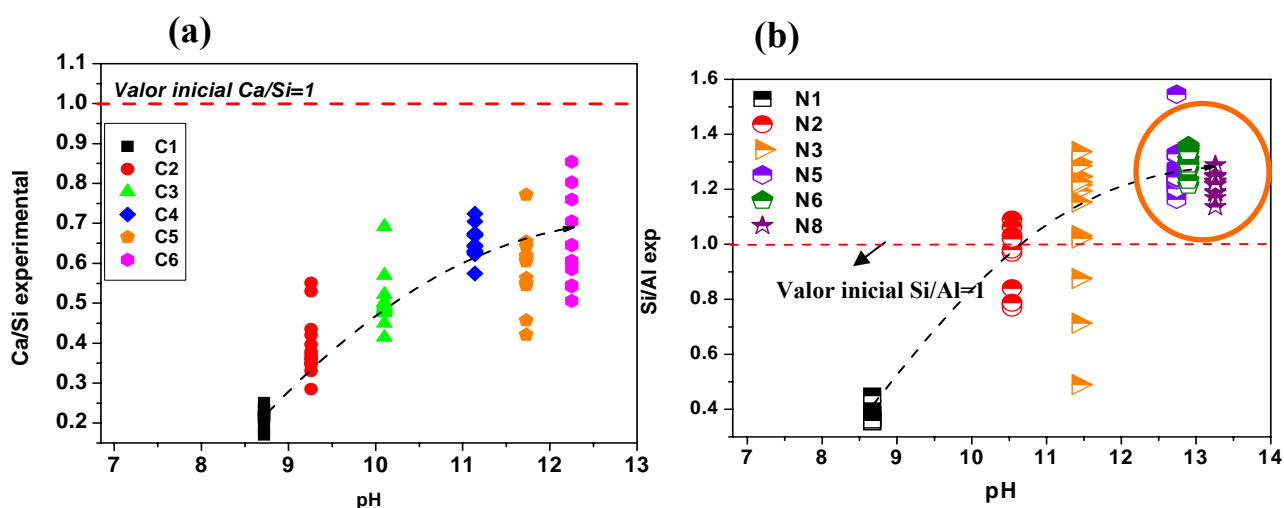 (a)
Ca/Si experimental
1.1
1.0
0.9
0.8
0.7
0.6
0.5
0.4
0.3
0.2
Valor inicial Ca/Si=1
C1
C2
C3
C4
C5
C6
7 8 9 10 11 12 13
pH
(b)
Si/Al exp
1.6
1.4
1.2
1.0
0.8
0.6
0.4
N1
N2
N3
N5
N6
N8
Valor inicial Si/Al=1
7 8 9 10 11 12 13 14
pH